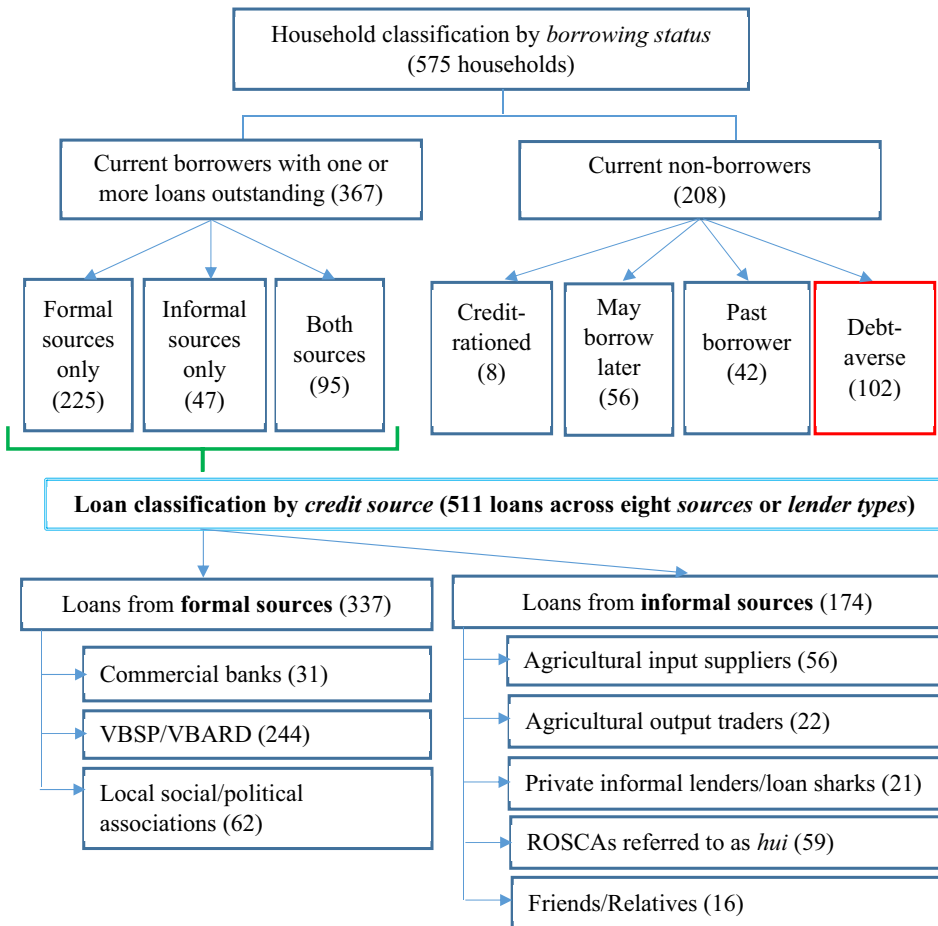 Household classification by borrowing status
(575 households)
Current borrowers with one or
more loans outstanding (367)
Current non-borrowers
(208)
Formal
sources
only
(225)
Informal
sources
only
(47)
Both
sources
(95)
Credit-
rationed
(8)
May
borrow
later
(56)
Past
borrower
(42)
Debt-
averse
(102)
Loan classification by credit source (511 loans across eight sources or lender types)
Loans from formal sources (337)
Commercial banks (31)
VBSP/VBARD (244)
Local social/political
associations (62)
Loans from informal sources (174)
Agricultural input suppliers (56)
Agricultural output traders (22)
Private informal lenders/loan sharks (21)
ROSCAs referred to as hui (59)
Friends/Relatives (16)